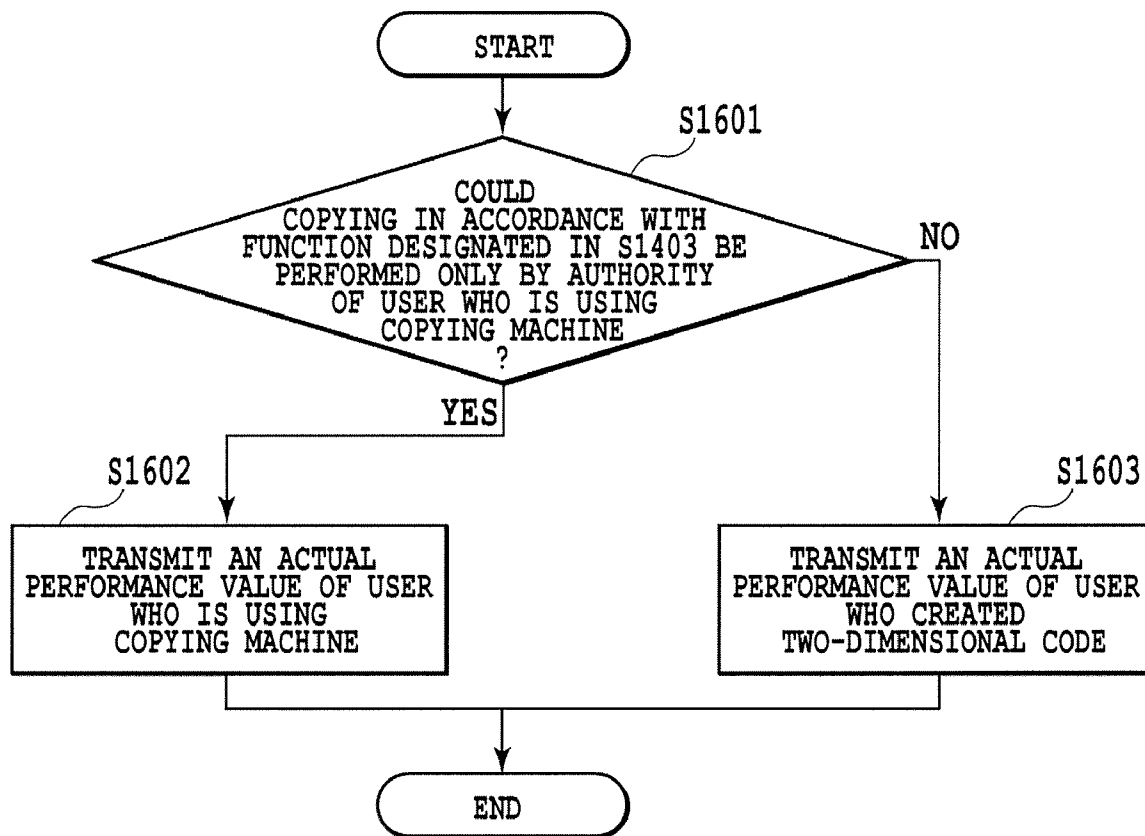 START
S1601
COULD
COPYING IN ACCORDANCE WITH
FUNCTION DESIGNATED IN S1403 BE
PERFORMED ONLY BY AUTHORITY
OF USER WHO IS USING
COPYING MACHINE
?
NO
YES
S1602
TRANSMIT AN ACTUAL
PERFORMANCE VALUE OF USER
WHO IS USING
COPYING MACHINE
S1603
TRANSMIT AN ACTUAL
PERFORMANCE VALUE OF USER
WHO CREATED
TWO-DIMENSIONAL CODE
END